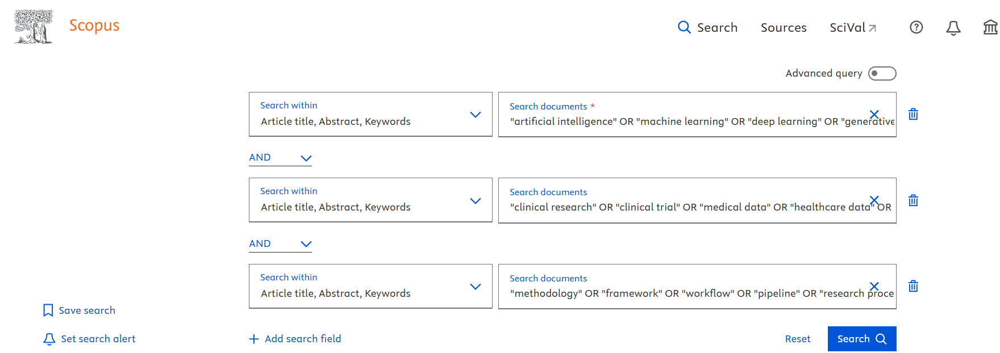 Scopus
Search Sources SciVal
Advanced query
Search within
Article title, Abstract, Keywords
Search documents *
"artificial intelligence" OR "machine learning" OR "deep learning" OR "generative
AND
Search within
Article title, Abstract, Keywords
Search documents
"clinical research" OR "clinical trial" OR "medical data" OR "healthcare data" OR
AND
Search within
Article title, Abstract, Keywords
Search documents
"methodology" OR "framework" OR "workflow" OR "pipeline" OR "research proce
Save search
Set search alert
Add search field
Reset
Search